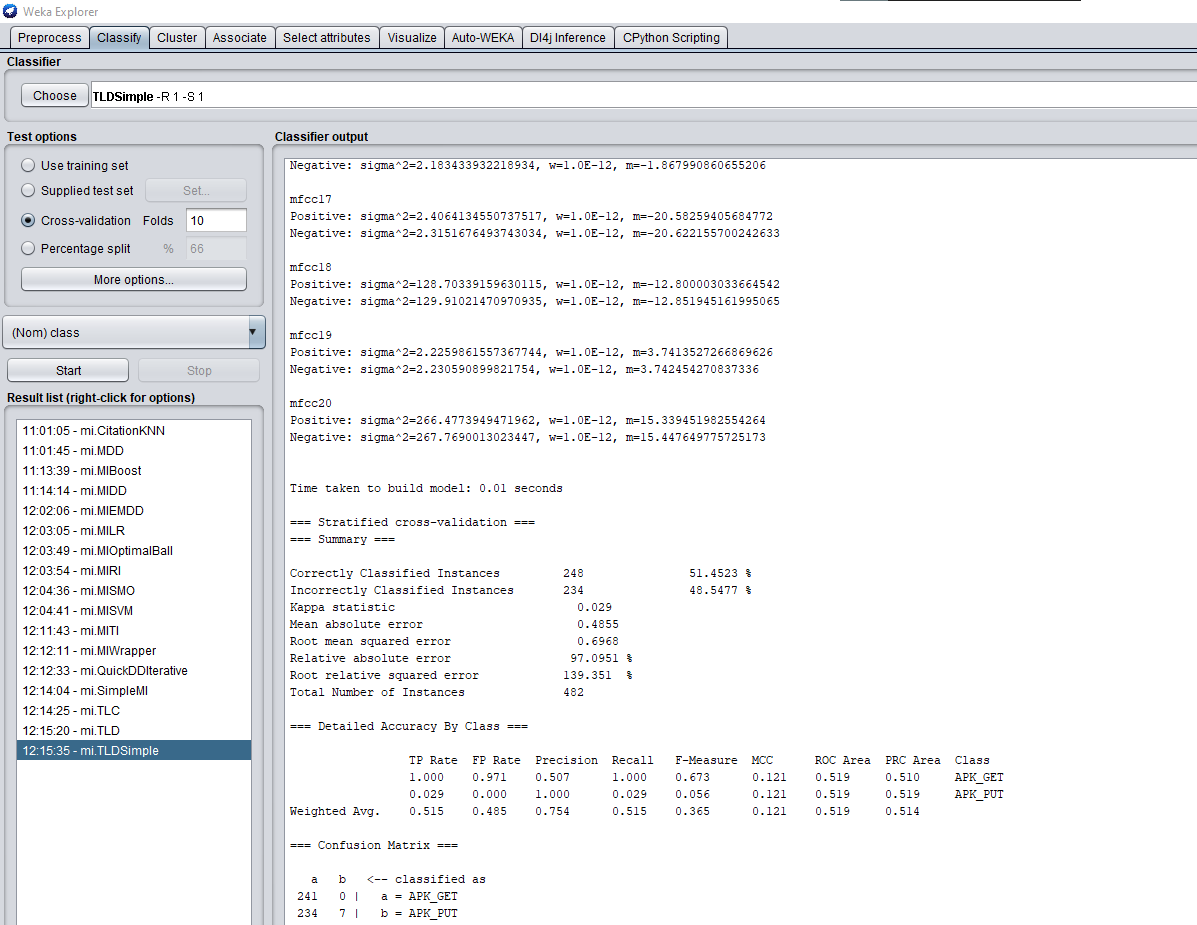 Weka Explorer
Preprocess Classify Cluster Associate Select attributes Visualize Auto-WEKA Dl4j Inference CPython Scripting
Classifier
Choose TLDSimple -R 1 -S 1
Test options
Use training set
Supplied test set Set...
Cross-validation Folds 10
Percentage split % 66
More options...
(Nom) class
Start Stop
Result list (right-click for options)
11:01:05 - mi.CitationKNN
11:01:45 - mi.MDD
11:13:39 - mi.MIBoost
11:14:14 - mi.MIDD
12:02:06 - mi.MIEMDD
12:03:05 - mi.MILR
12:03:49 - mi.MIOptimalBall
12:03:54 - mi.MIRI
12:04:36 - mi.MISMO
12:04:41 - mi.MISVM
12:11:43 - mi.MITI
12:12:11 - mi.MIWrapper
12:12:33 - mi.QuickDDIterative
12:14:04 - mi.SimpleMI
12:14:25 - mi.TLC
12:15:20 - mi.TLD
12:15:35 - mi.TLDSimple
Classifier output
Negative: sigma^2=2.183433932218934, w=1.0E-12, m=-1.867990860655206
mfcc17
Positive: sigma^2=2.4064134550737517, w=1.0E-12, m=-20.58259405684772
Negative: sigma^2=2.3151676493743034, w=1.0E-12, m=-20.622155700242633
mfcc18
Positive: sigma^2=128.70339159630115, w=1.0E-12, m=-12.800003033664542
Negative: sigma^2=129.91021470970935, w=1.0E-12, m=-12.851945161995065
mfcc19
Positive: sigma^2=2.2259861557367744, w=1.0E-12, m=3.7413527266869626
Negative: sigma^2=2.230590899821754, w=1.0E-12, m=3.742454270837336
mfcc20
Positive: sigma^2=266.4773949471962, w=1.0E-12, m=15.339451982554264
Negative: sigma^2=267.7690013023447, w=1.0E-12, m=15.447649775725173
Time taken to build model: 0.01 seconds
=== Stratified cross-validation ===
=== Summary ===
Correctly Classified Instances 248 51.4523 %
Incorrectly Classified Instances 234 48.5477 %
Kappa statistic 0.029
Mean absolute error 0.4855
Root mean squared error 0.6968
Relative absolute error 97.0951 %
Root relative squared error 139.351 %
Total Number of Instances 482
=== Detailed Accuracy By Class ===
TP Rate FP Rate Precision Recall F-Measure MCC ROC Area PRC Area Class
1.000 0.971 0.507 1.000 0.673 0.121 0.519 0.510 APK_GET
0.029 0.000 1.000 0.029 0.056 0.121 0.519 0.519 APK_PUT
Weighted Avg. 0.515 0.485 0.754 0.515 0.365 0.121 0.519 0.514
=== Confusion Matrix ===
a b <-- classified as
241 0 | a = APK_GET
234 7 | b = APK_PUT